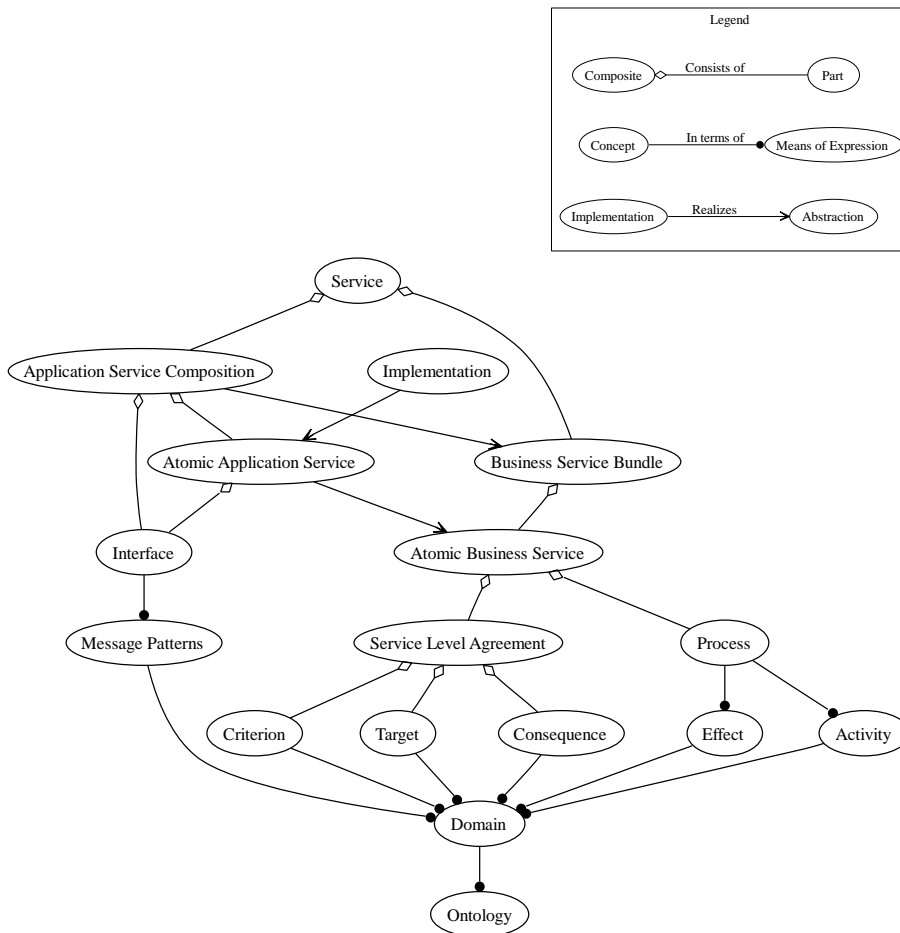 Legend
Consists of
Composite
Part
In terms of
Concept
Means of Expression
Realizes
Implementation
Abstraction
Service
Application Service Composition
Implementation
Atomic Application Service
Business Service Bundle
Interface
Atomic Business Service
Message Patterns
Service Level Agreement
Process
Criterion
Target
Consequence
Effect
Activity
Domain
Ontology